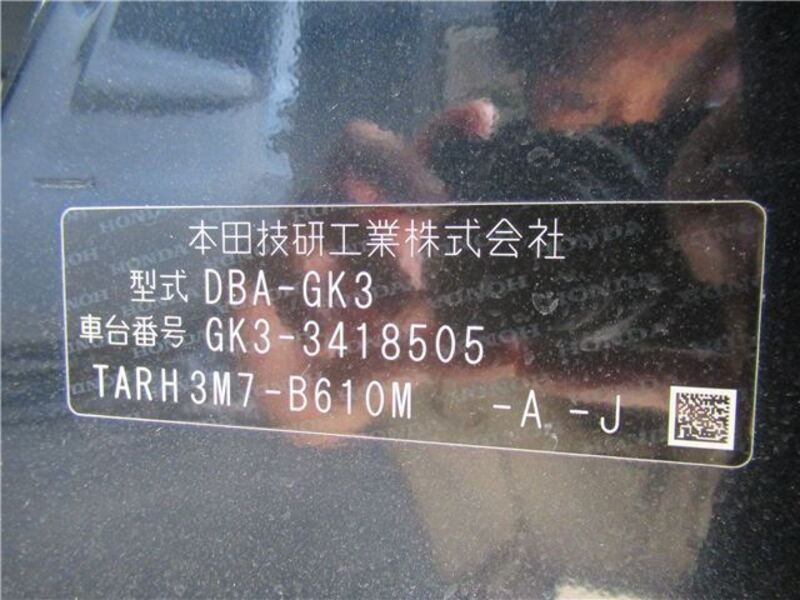 本田技研工業株式会社
型式 DBA-GK3
車台番号 GK3-3418505
TARH3M7-B610M -A -J